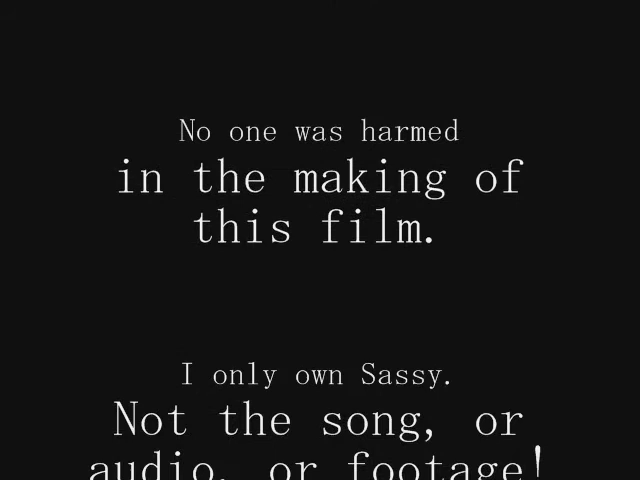 No one was harmed
in the making of
this film.
I only own Sassy.
Not the song, or
audio, or footage!